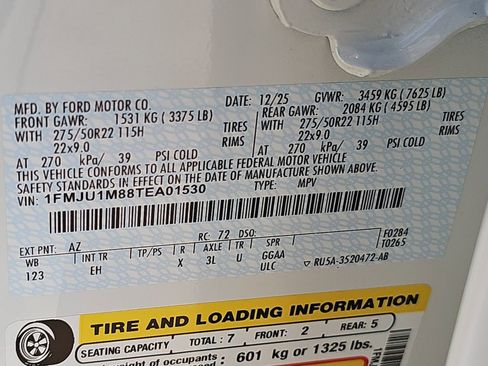 MFD. BY FORD MOTOR CO. DATE: 12/25 GVWR: 3459 KG (7625 LB)
FRONT GAWR: 1531 KG (3375 LB) REAR GAWR: 2084 KG (4595 LB)
WITH 275/50R22 115H TIRES WITH 275/50R22 115H TIRES
22x9.0 RIMS 22x9.0 RIMS
AT 270 kPa/ 39 PSI COLD AT 270 kPa/ 39 PSI COLD
THIS VEHICLE CONFORMS TO ALL APPLICABLE FEDERAL MOTOR VEHICLE
SAFETY STANDARDS IN EFFECT ON THE DATE OF MANUFACTURE SHOWN ABOVE.
VIN: 1FMJU1M88TEA01530 TYPE: MPV
EXT PNT: AZ RC: 72 DSO: F0284
WB INT TR TP/PS R AXLE TR SPR T0265
123 EH X 3L U GGAA
ULC RU5A-3520472-AB
TIRE AND LOADING INFORMATION
SEATING CAPACITY TOTAL: 7 FRONT: 2 REAR: 5
weight of occupants 601 kg or 1325 lbs.